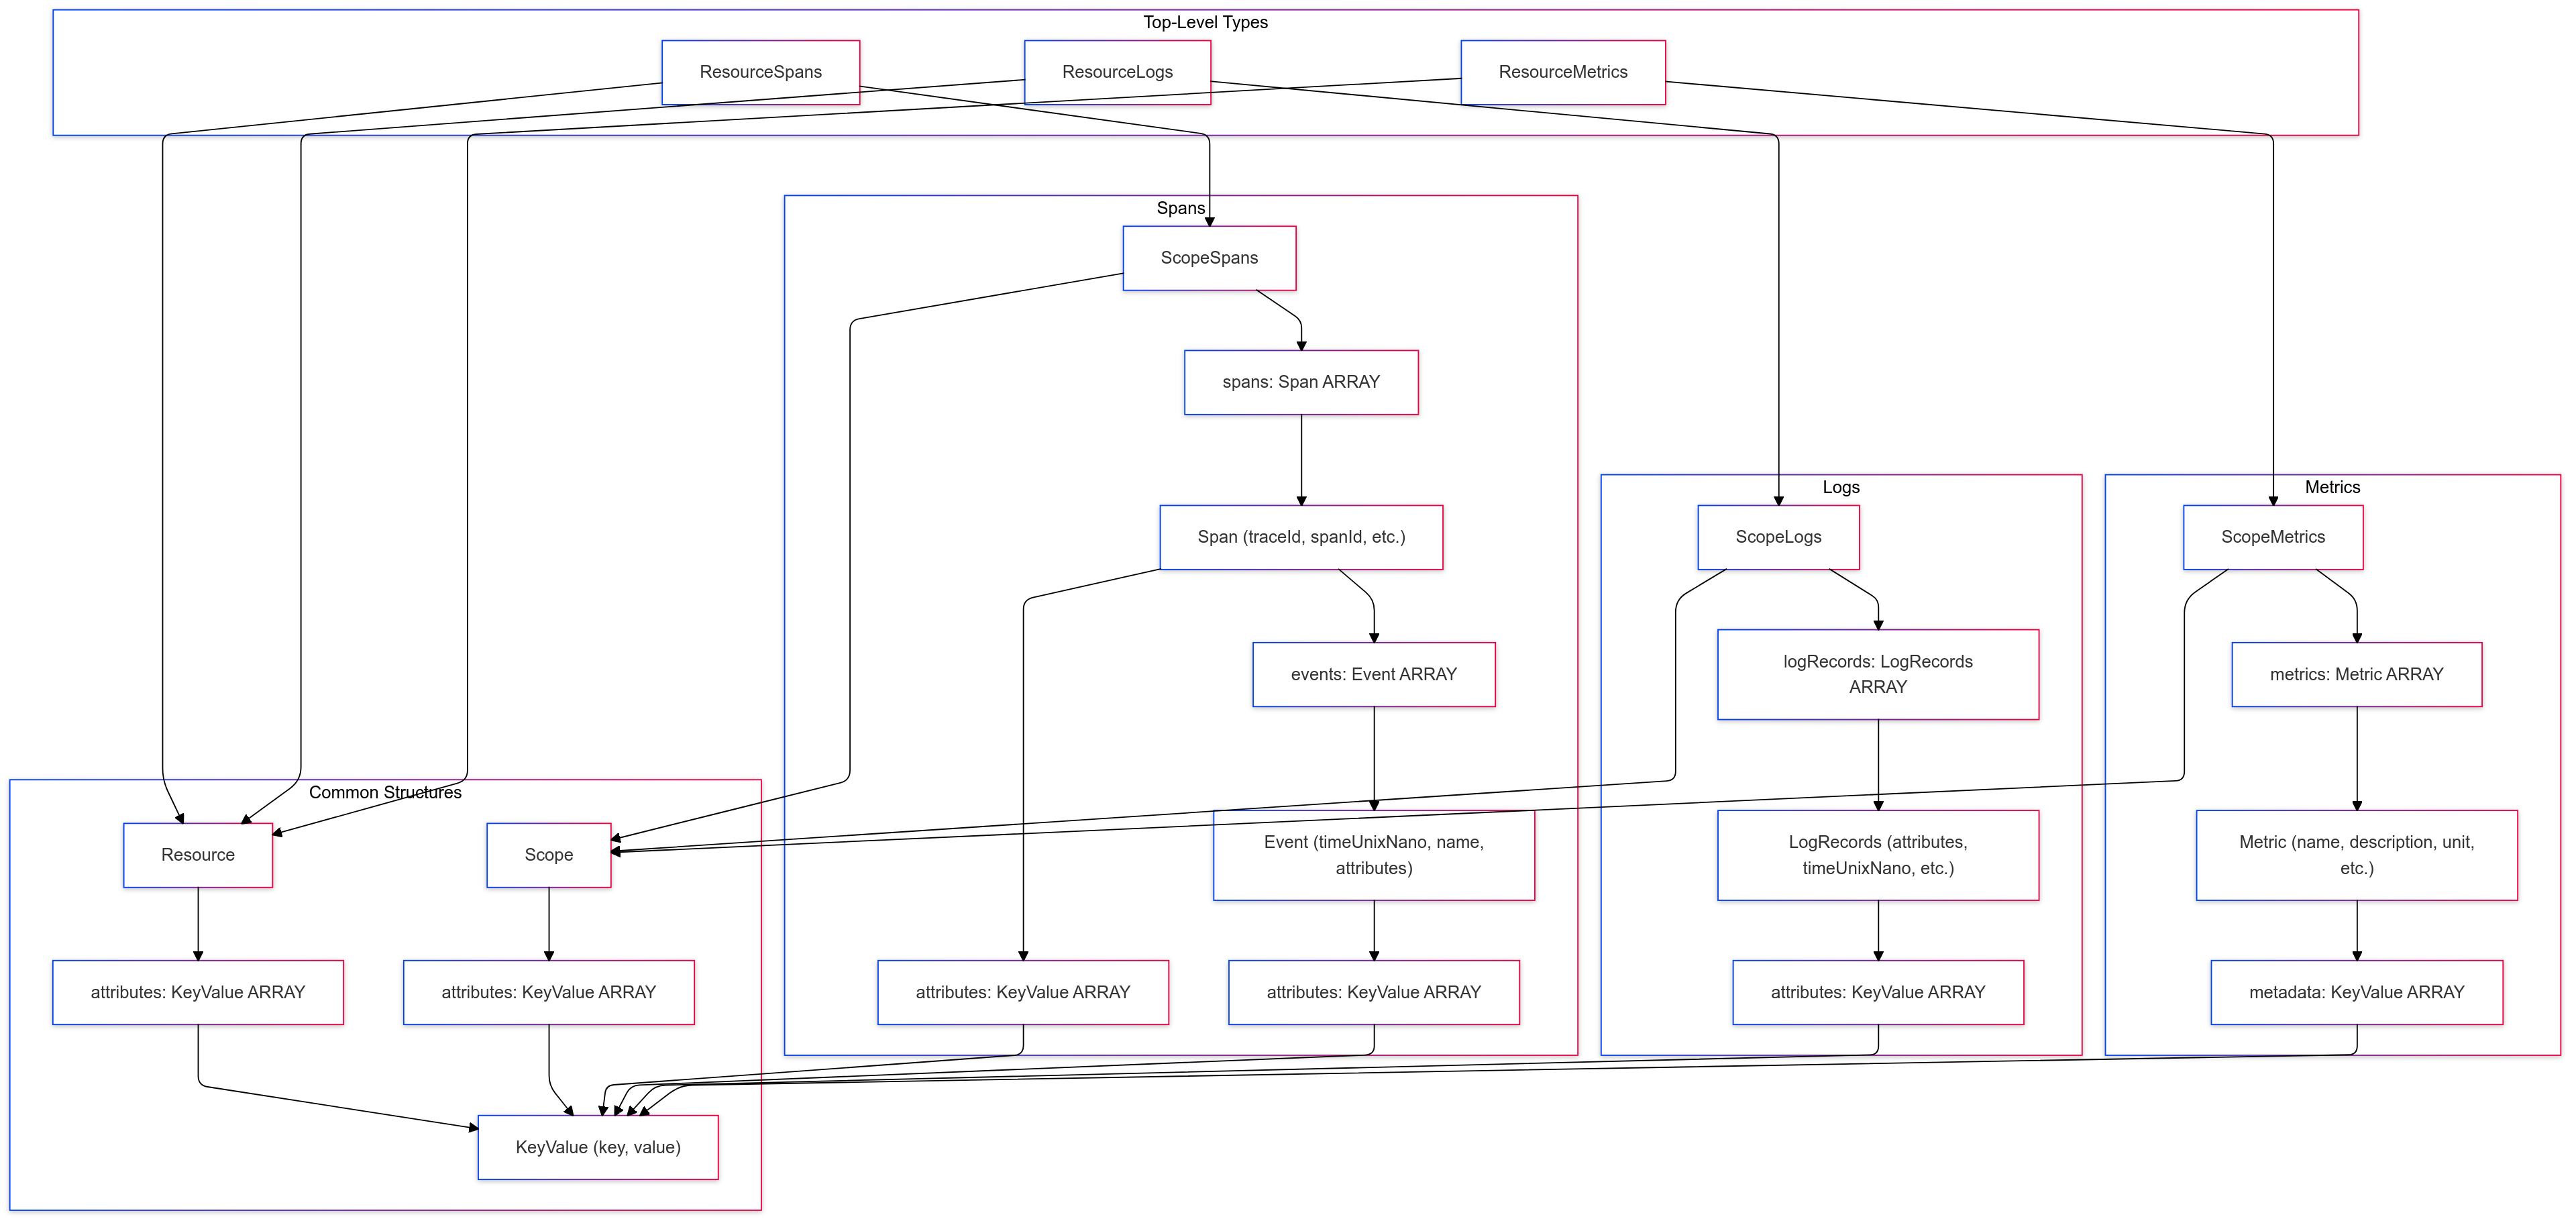 Top-Level Types
ResourceSpans
ResourceLogs
ResourceMetrics
Spans
ScopeSpans
spans: Span ARRAY
Span (traceId, spanId, etc.)
events: Event ARRAY
Event (timeUnixNano, name,
attributes)
attributes: KeyValue ARRAY
attributes: KeyValue ARRAY
Logs
ScopeLogs
logRecords: LogRecords
ARRAY
LogRecords (attributes,
timeUnixNano, etc.)
attributes: KeyValue ARRAY
Metrics
ScopeMetrics
metrics: Metric ARRAY
Metric (name, description, unit,
etc.)
metadata: KeyValue ARRAY
Common Structures
Resource
Scope
attributes: KeyValue ARRAY
attributes: KeyValue ARRAY
KeyValue (key, value)